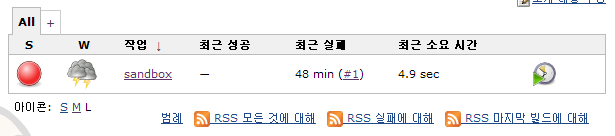 All +
S W 작업 ↓ 최근 성공 최근 실패 최근 소요 시간
sandbox — 48 min (#1) 4.9 sec
아이콘: S M L
범례 RSS 모든 것에 대해 RSS 실패에 대해 RSS 마지막 빌드에 대해